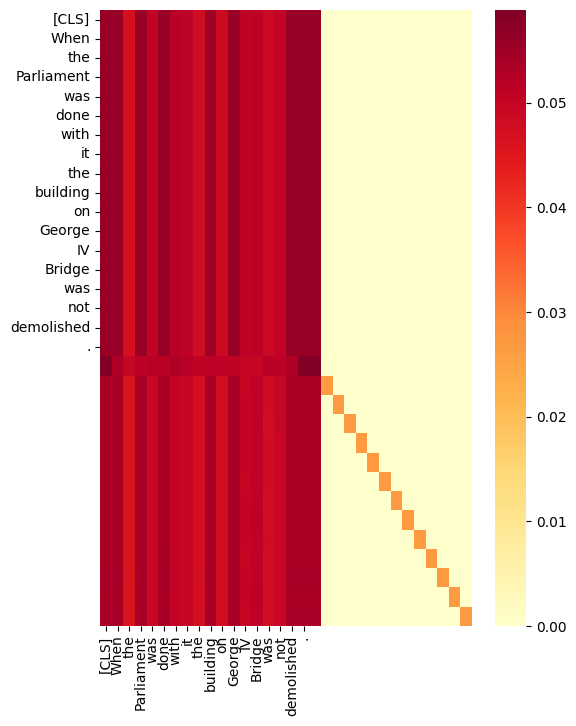 [CLS]
When
the
Parliament
was
done
with
it
the
building
on
George
IV
Bridge
was
not
demolished
.
0.05
0.04
0.03
0.02
0.01
0.00
[CLS]
When
the
Parliament
was
done
with
it
the
building
on
George
IV
Bridge
was
not
demolished
.